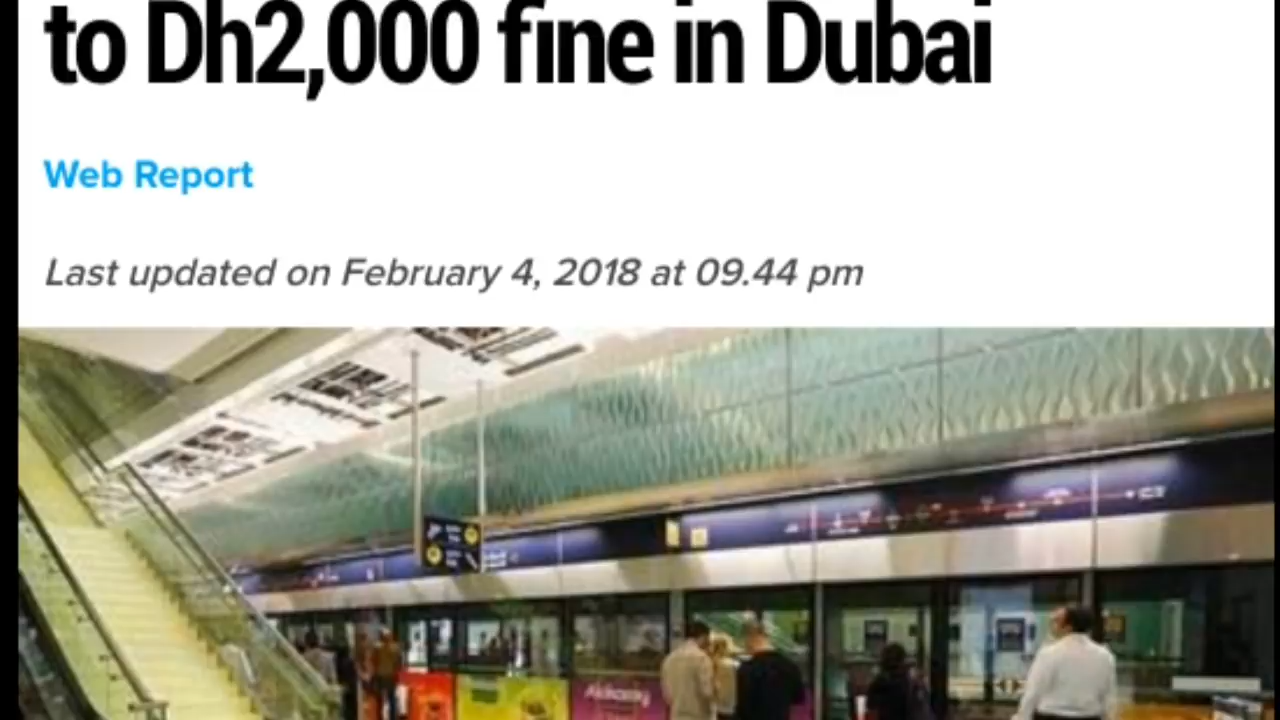 to Dh2,000 fine in Dubai
Web Report
Last updated on February 4, 2018 at 09.44 pm